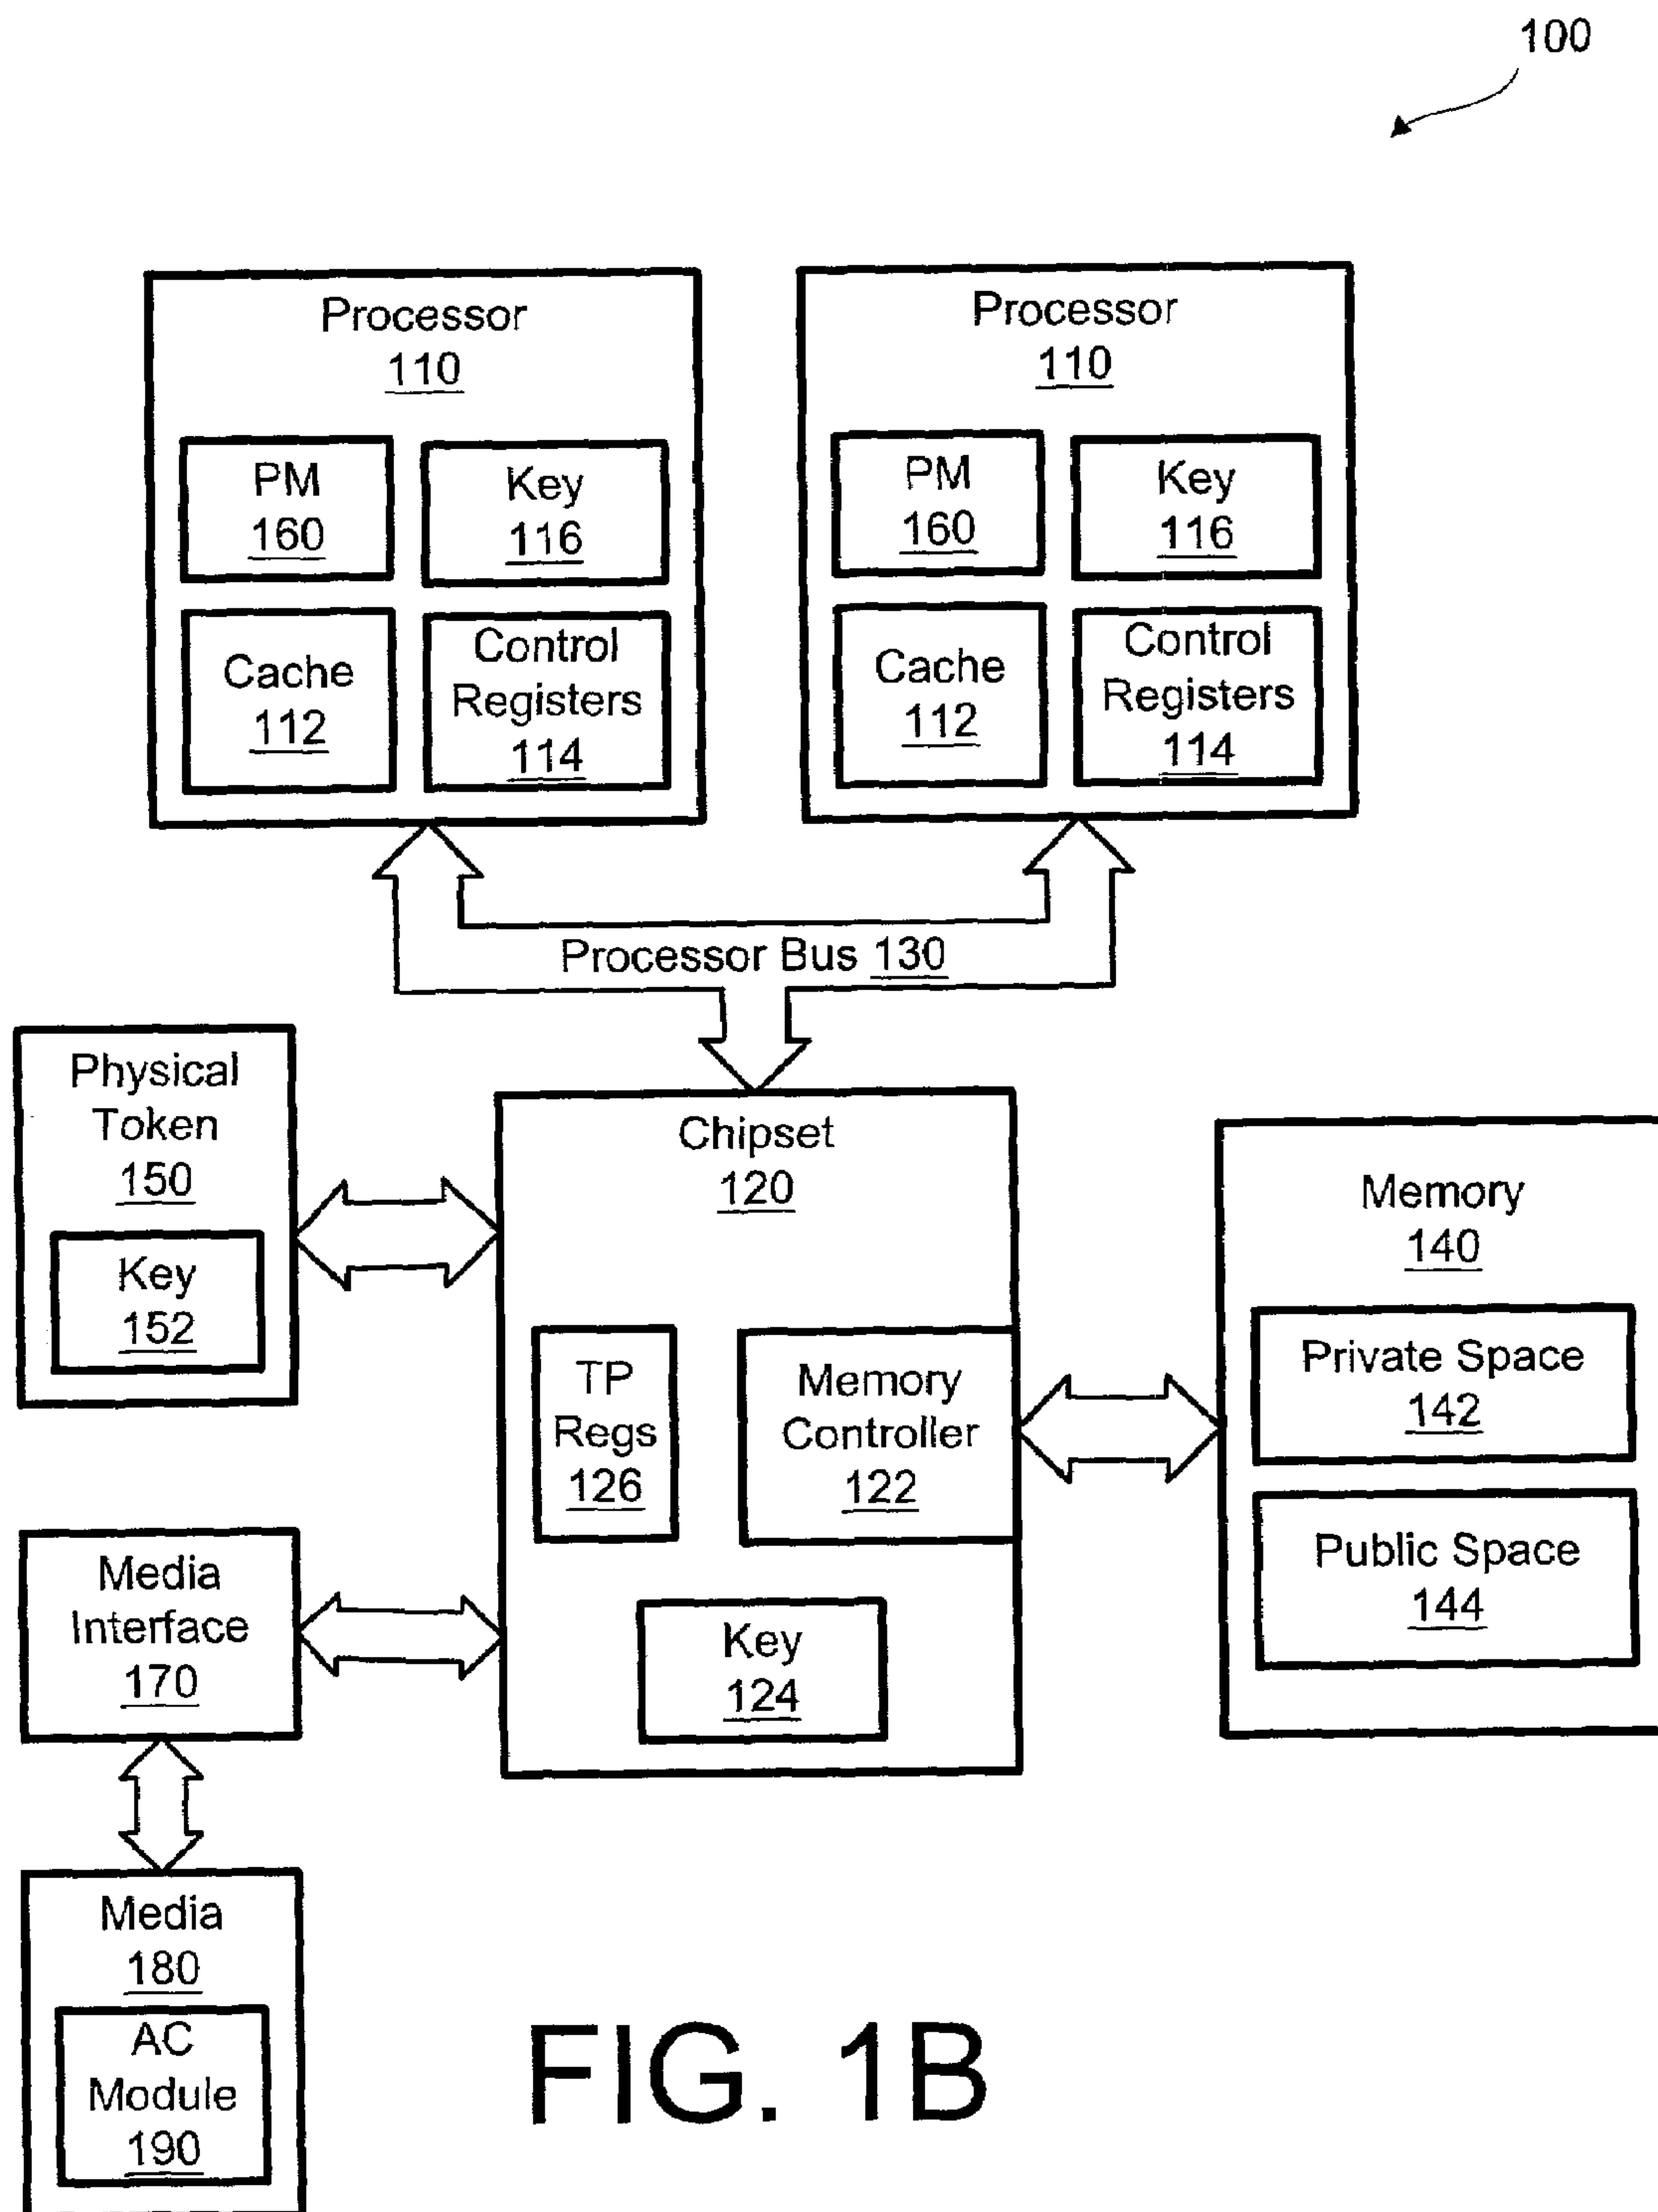 100
Processor
110
PM
160
Key
116
Cache
112
Control
Registers
114
Processor
110
PM
160
Key
116
Cache
112
Control
Registers
114
Processor Bus 130
Physical
Token
150
Key
152
Chipset
120
TP
Regs
126
Memory
Controller
122
Key
124
Memory
140
Private Space
142
Public Space
144
Media
Interface
170
Media
180
AC
Module
190
FIG. 1B